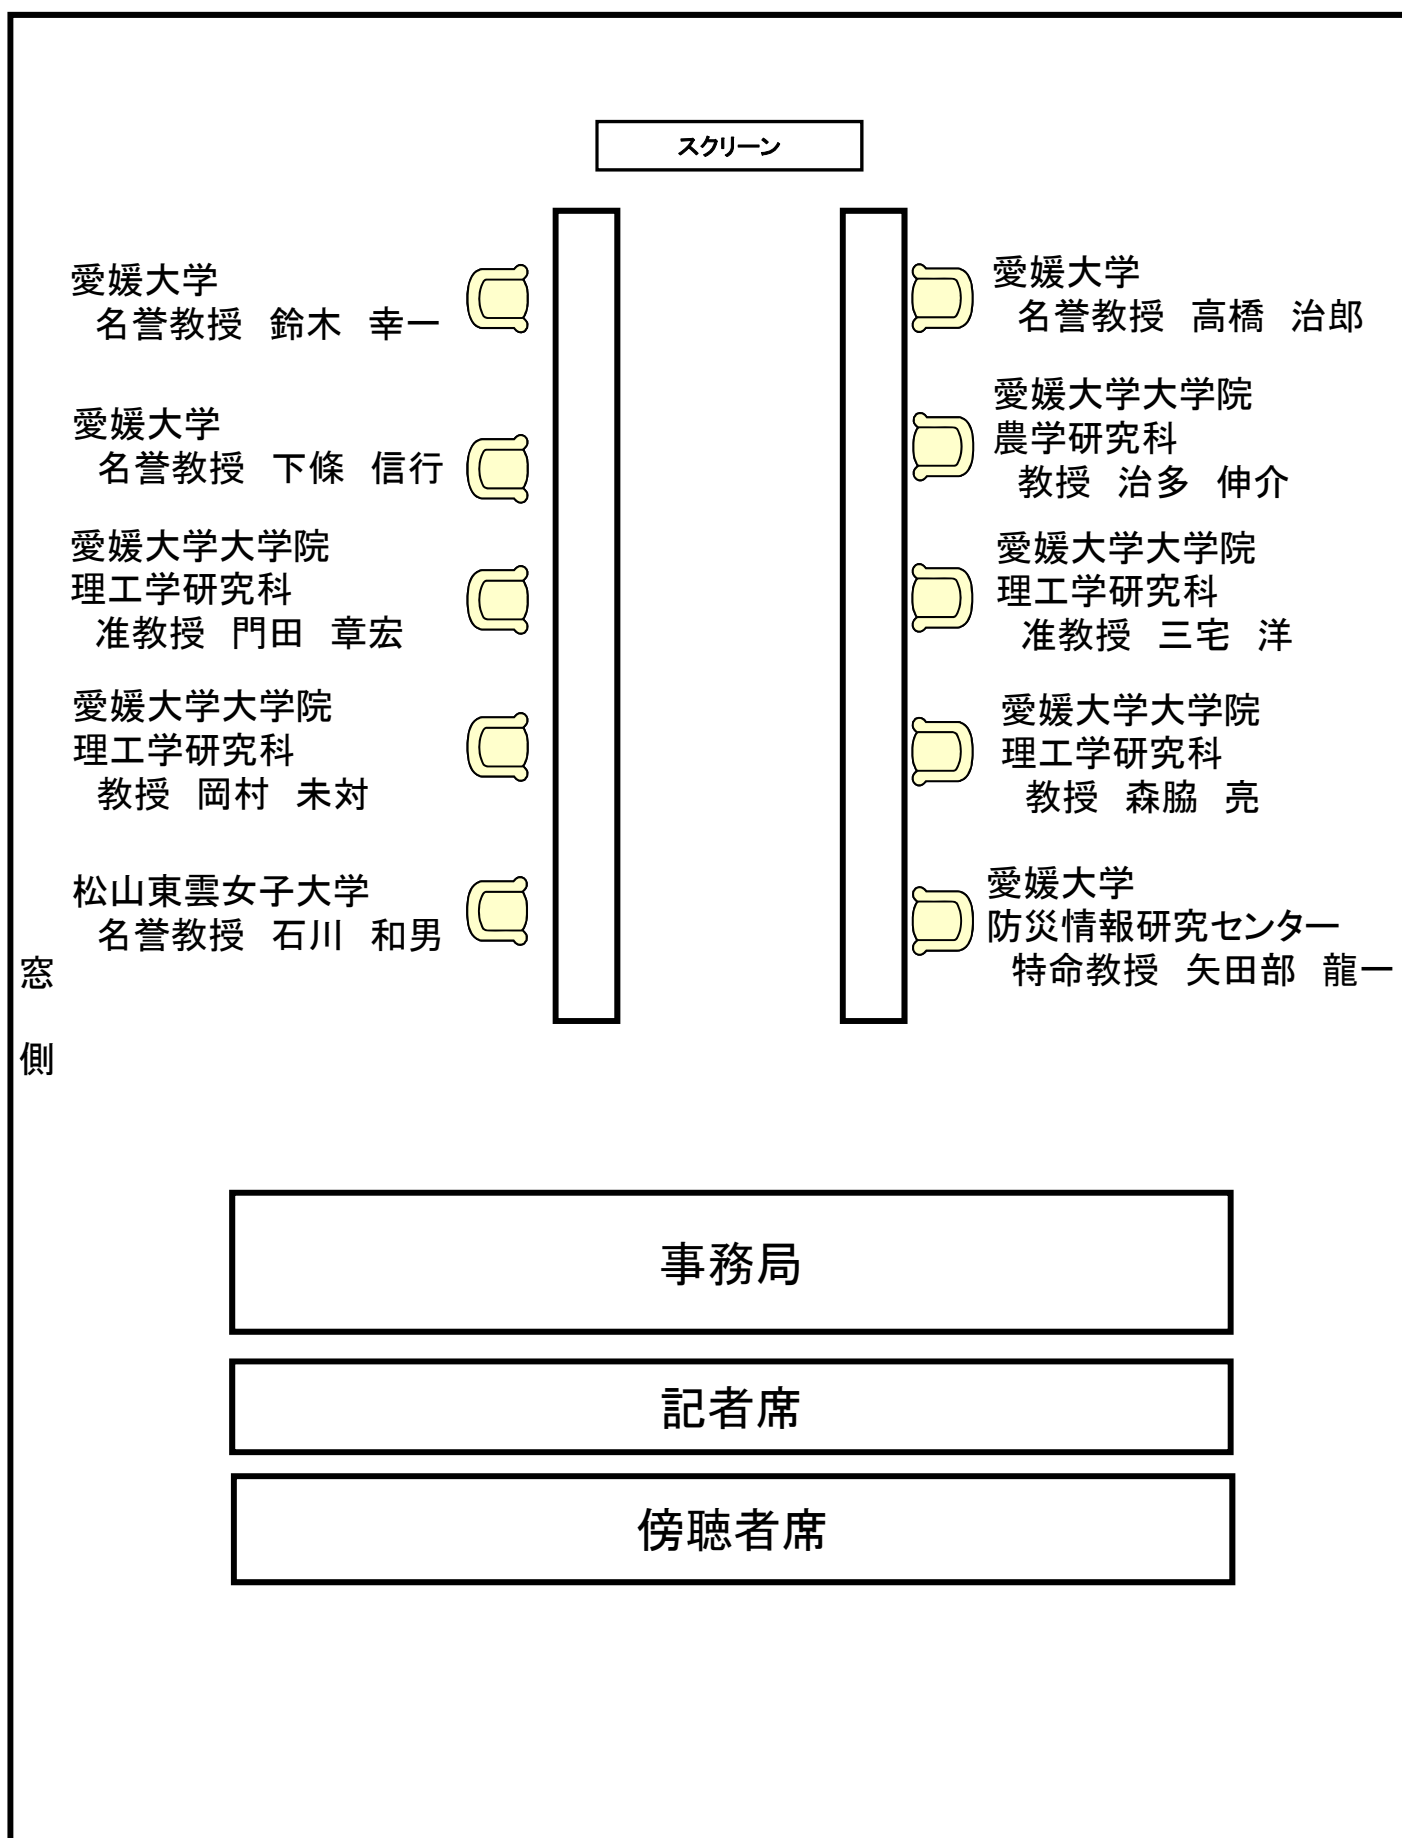 スクリーン
愛媛大学
名誉教授　鈴木　幸一
愛媛大学
名誉教授　下條　信行
愛媛大学大学院
理工学研究科
准教授　門田　章宏
愛媛大学大学院
理工学研究科
教授　岡村　未対
松山東雲女子大学
名誉教授　石川　和男
愛媛大学
名誉教授　高橋　治郎
愛媛大学大学院
農学研究科
教授　治多　伸介
愛媛大学大学院
理工学研究科
准教授　三宅　洋
愛媛大学大学院
理工学研究科
教授　森脇　亮
愛媛大学
防災情報研究センター
特命教授　矢田部　龍一
窓
側
事務局
記者席
傍聴者席